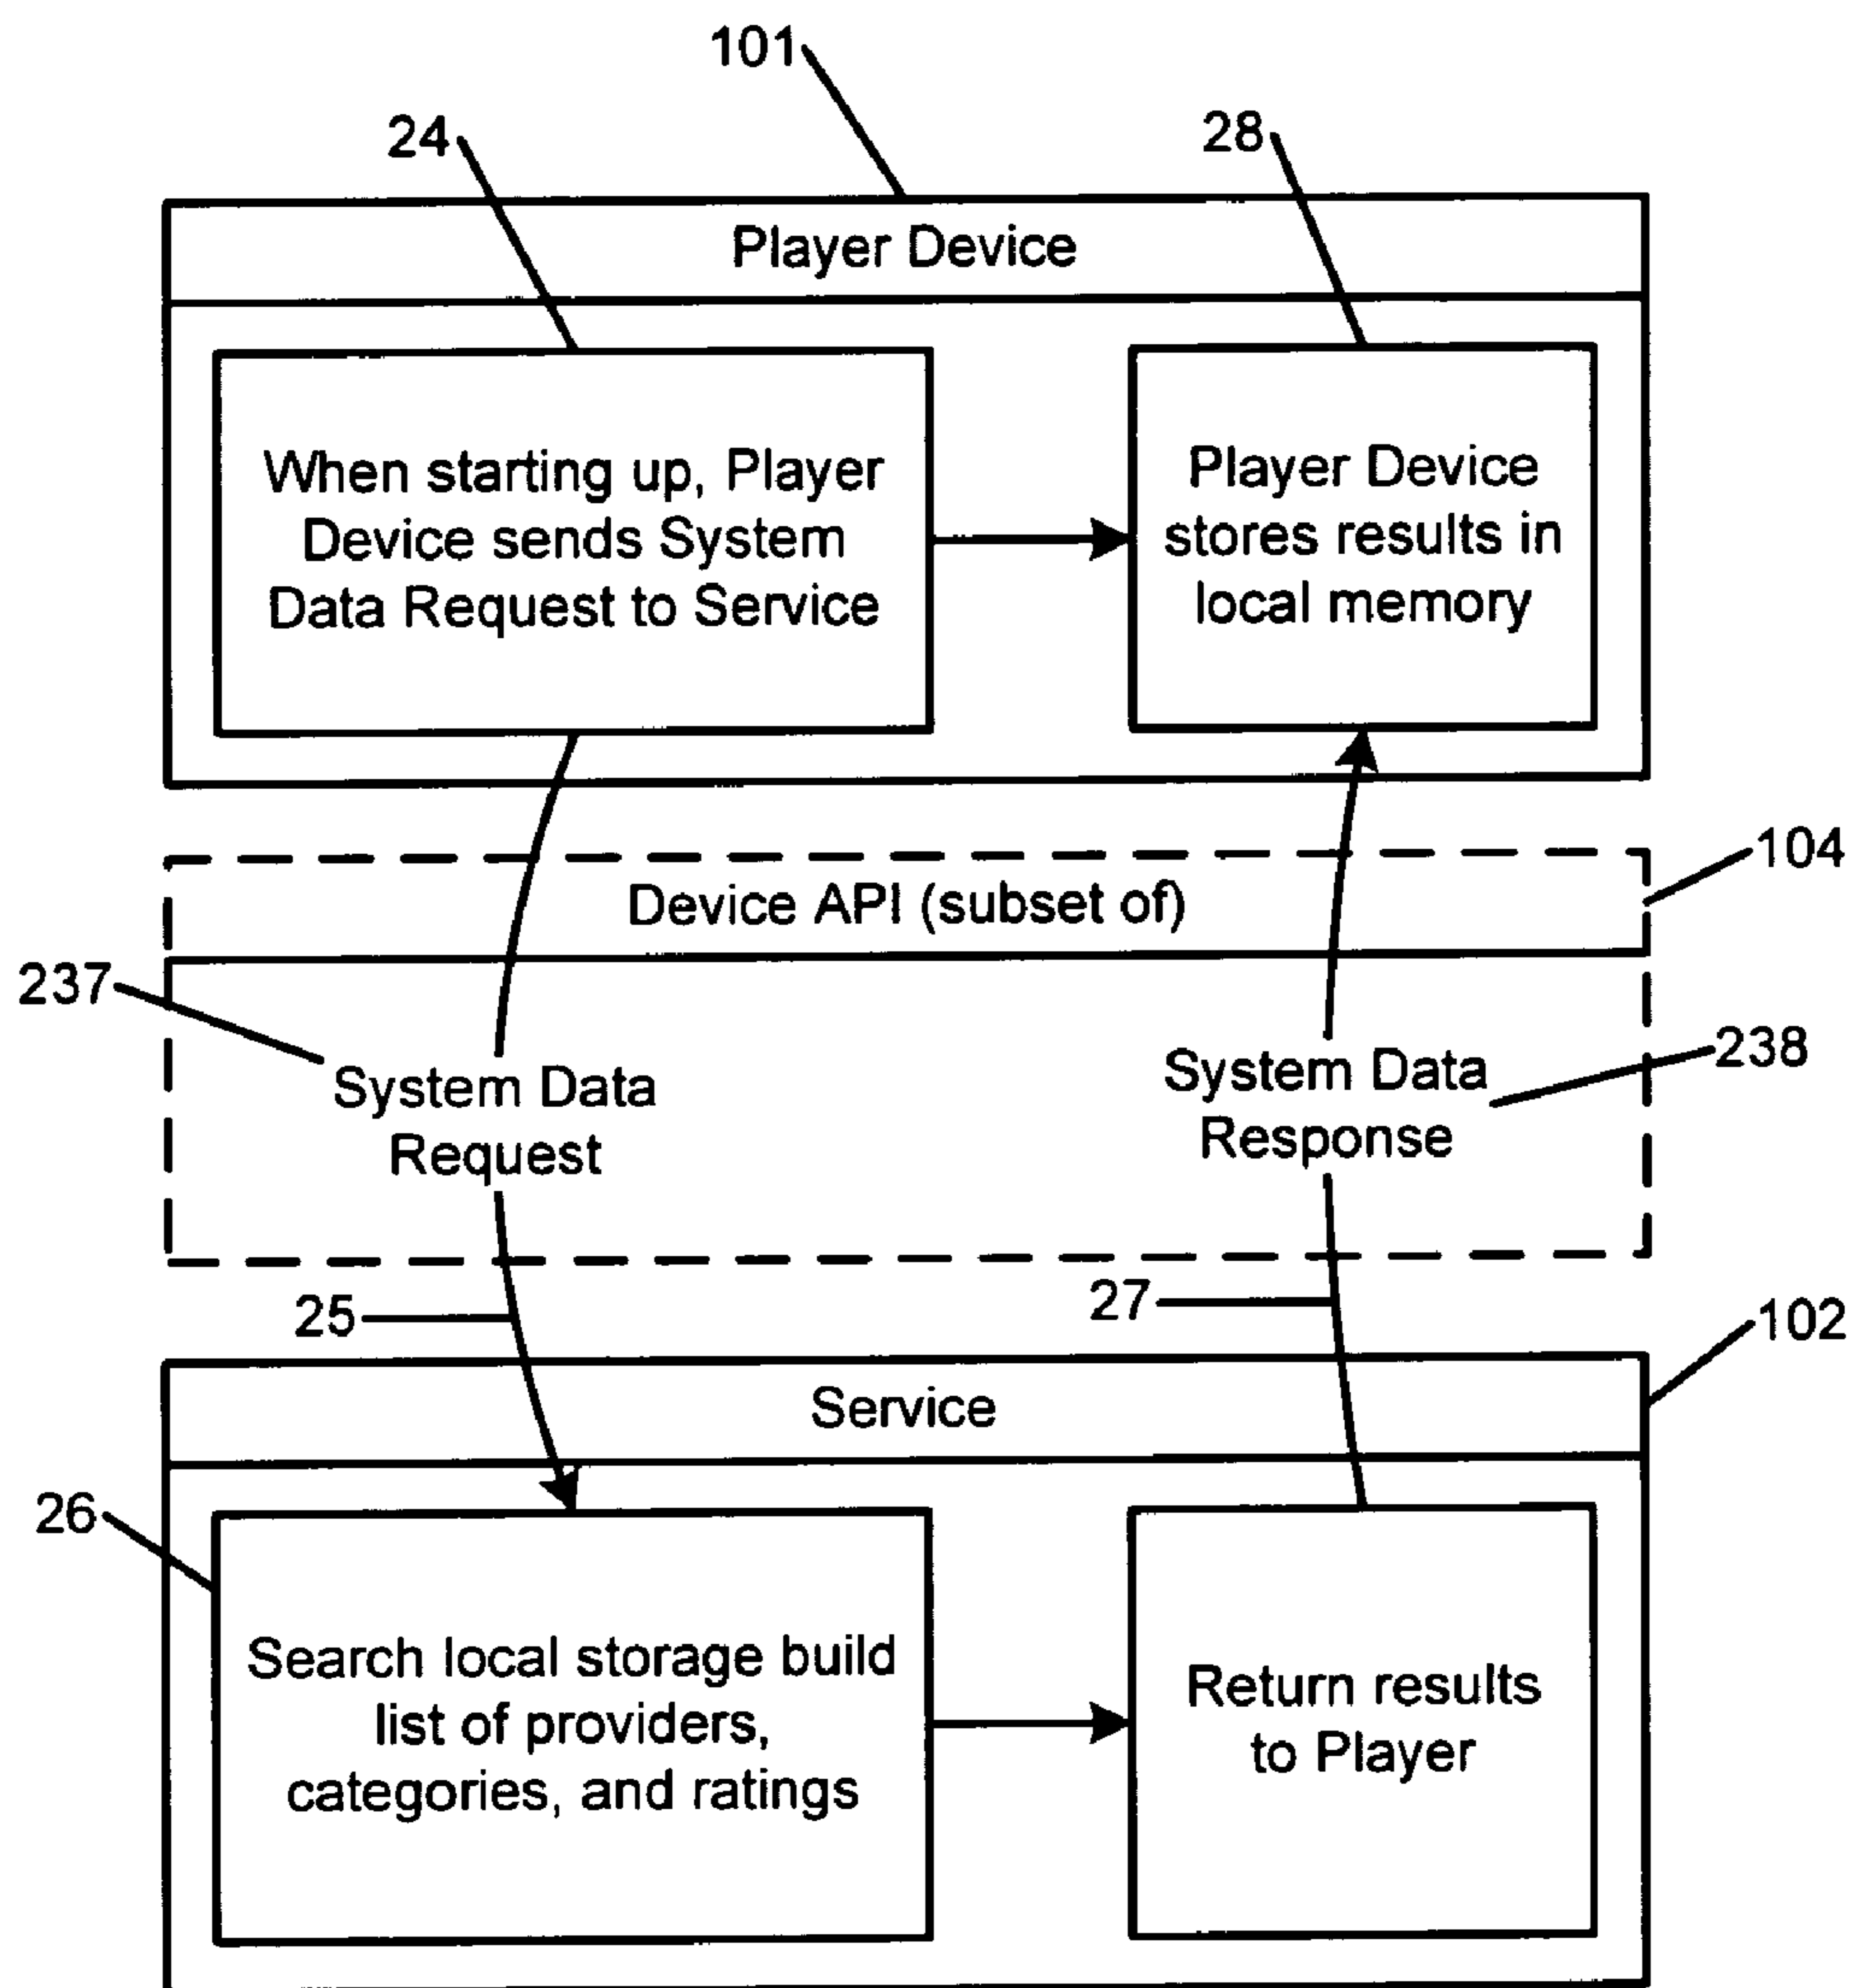 101
24
28
Player Device
When starting up, Player
Device sends System
Data Request to Service
Player Device
stores results in
local memory
104
Device API (subset of)
237
System Data
Request
System Data
Response
238
25
27
102
Service
26
Search local storage build
list of providers,
categories, and ratings
Return results
to Player